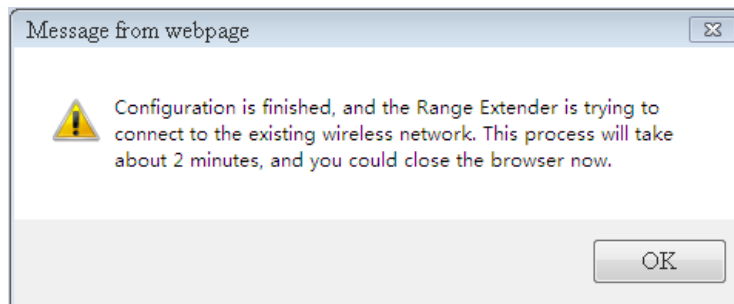 Message from webpage
Configuration is finished, and the Range Extender is trying to
connect to the existing wireless network. This process will take
about 2 minutes, and you could close the browser now.
OK